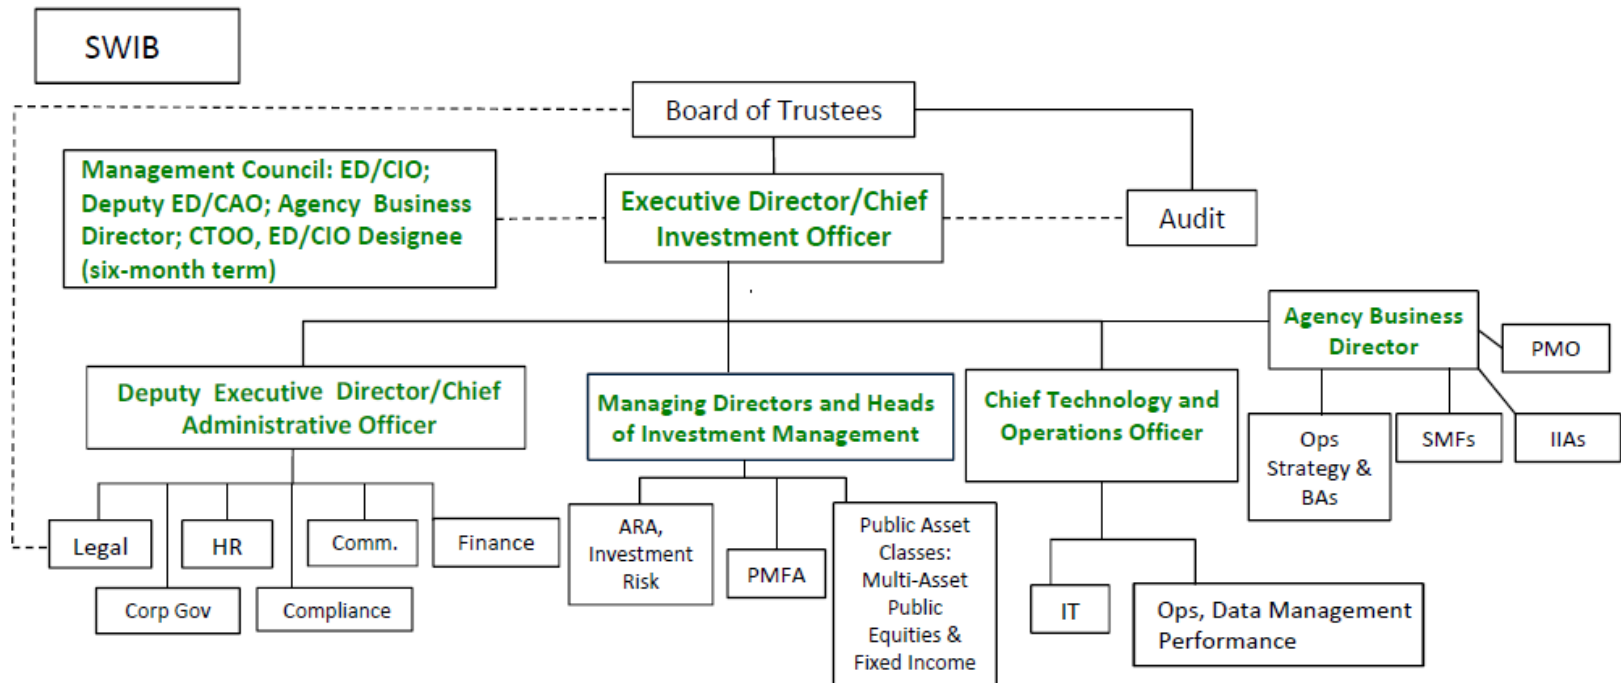 SWIB
Board of Trustees
Management Council: ED/CIO;
Deputy ED/CAO; Agency Business
Director; CTOO, ED/CIO Designee
(six-month term)
Executive Director/Chief
Investment Officer
Audit
Agency Business
Director
PMO
Deputy Executive Director/Chief
Administrative Officer
Managing Directors and Heads
of Investment Management
Chief Technology and
Operations Officer
Ops
Strategy &
BAs
SMFs
IIAs
Legal
HR
Comm.
Finance
Corp Gov
Compliance
ARA,
Investment
Risk
PMFA
Public Asset
Classes:
Multi-Asset
Public
Equities &
Fixed Income
IT
Ops, Data Management
Performance